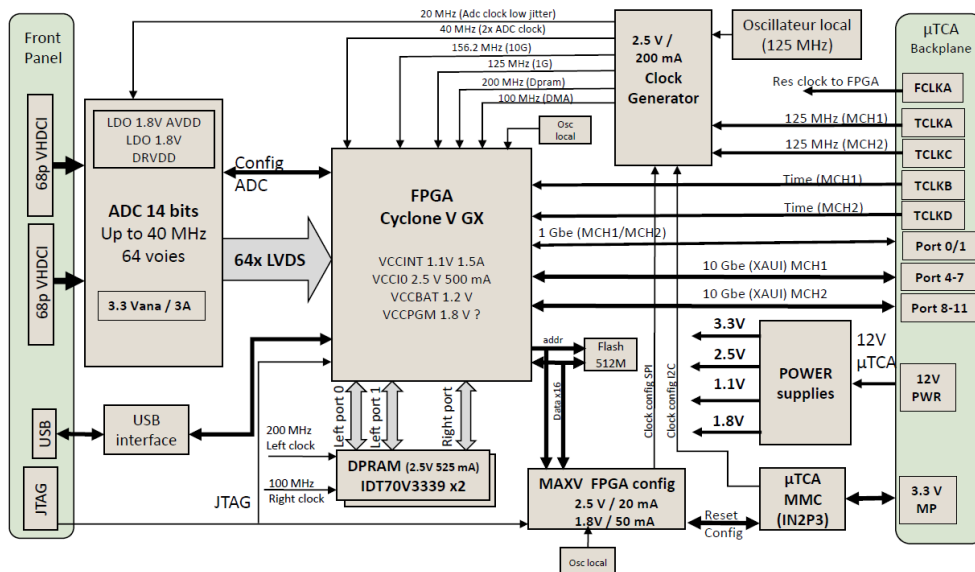 Front
Panel
68p VHDCI
68p VHDCI
USB
JTAG
LDO 1.8V AVDD
LDO 1.8V
DRVDD
ADC 14 bits
Up to 40 MHz
64 voies
3.3 Vana / 3A
USB
interface
20 MHz (Adc clock low jitter)
40 MHz (2x ADC clock)
156.2 MHz (10G)
125 MHz (1G)
200 MHz (Dpram)
100 MHz (DMA)
Osc
local
Config
ADC
64x LVDS
FPGA
Cyclone V GX
VCCINT 1.1V 1.5A
VCCI0 2.5 V 500 mA
VCCBAT 1.2 V
VCCPGM 1.8 V ?
2.5 V /
200 mA
Clock
Generator
Oscillateur local
(125 MHz)
Res clock to FPGA
125 MHz (MCH1)
125 MHz (MCH2)
Time (MCH1)
Time (MCH2)
1 Gbe (MCH1/MCH2)
10 Gbe (XAUI) MCH1
10 Gbe (XAUI) MCH2
µTCA
Backplane
FCLKA
TCLKA
TCLKC
TCLKB
TCLKD
Port 0/1
Port 4-7
Port 8-11
12V
PWR
3.3 V
MP
addr
Flash
512M
Data x16
Clock config SPI
Clock config I2C
3.3V
2.5V
1.1V
1.8V
POWER
supplies
12V
µTCA
Left port 0
Left port 1
Right port
200 MHz
Left clock
100 MHz
Right clock
DPRAM (2.5V 525 mA)
IDT70V3339 x2
JTAG
MAXV FPGA config
2.5 V / 20 mA
1.8V / 50 mA
Reset
Config
µTCA
MMC
(IN2P3)
Osc local